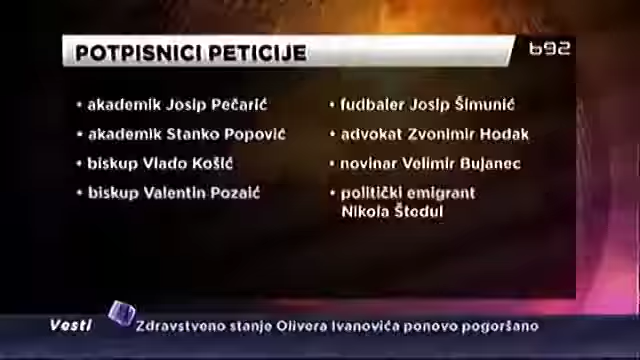 POTPISNICI PETICIJE
b92
• akademik Josip Pečarić
• akademik Stanko Popović
• biskup Vlado Košić
• biskup Valentin Pozaić
• fudbaler Josip Šimunić
• advokat Zvonimir Hodak
• novinar Velimir Bujanec
• politički emigrant
Nikola Štedul
Vesti
Zdravstveno stanje Olivera Ivanovića ponovo pogoršano